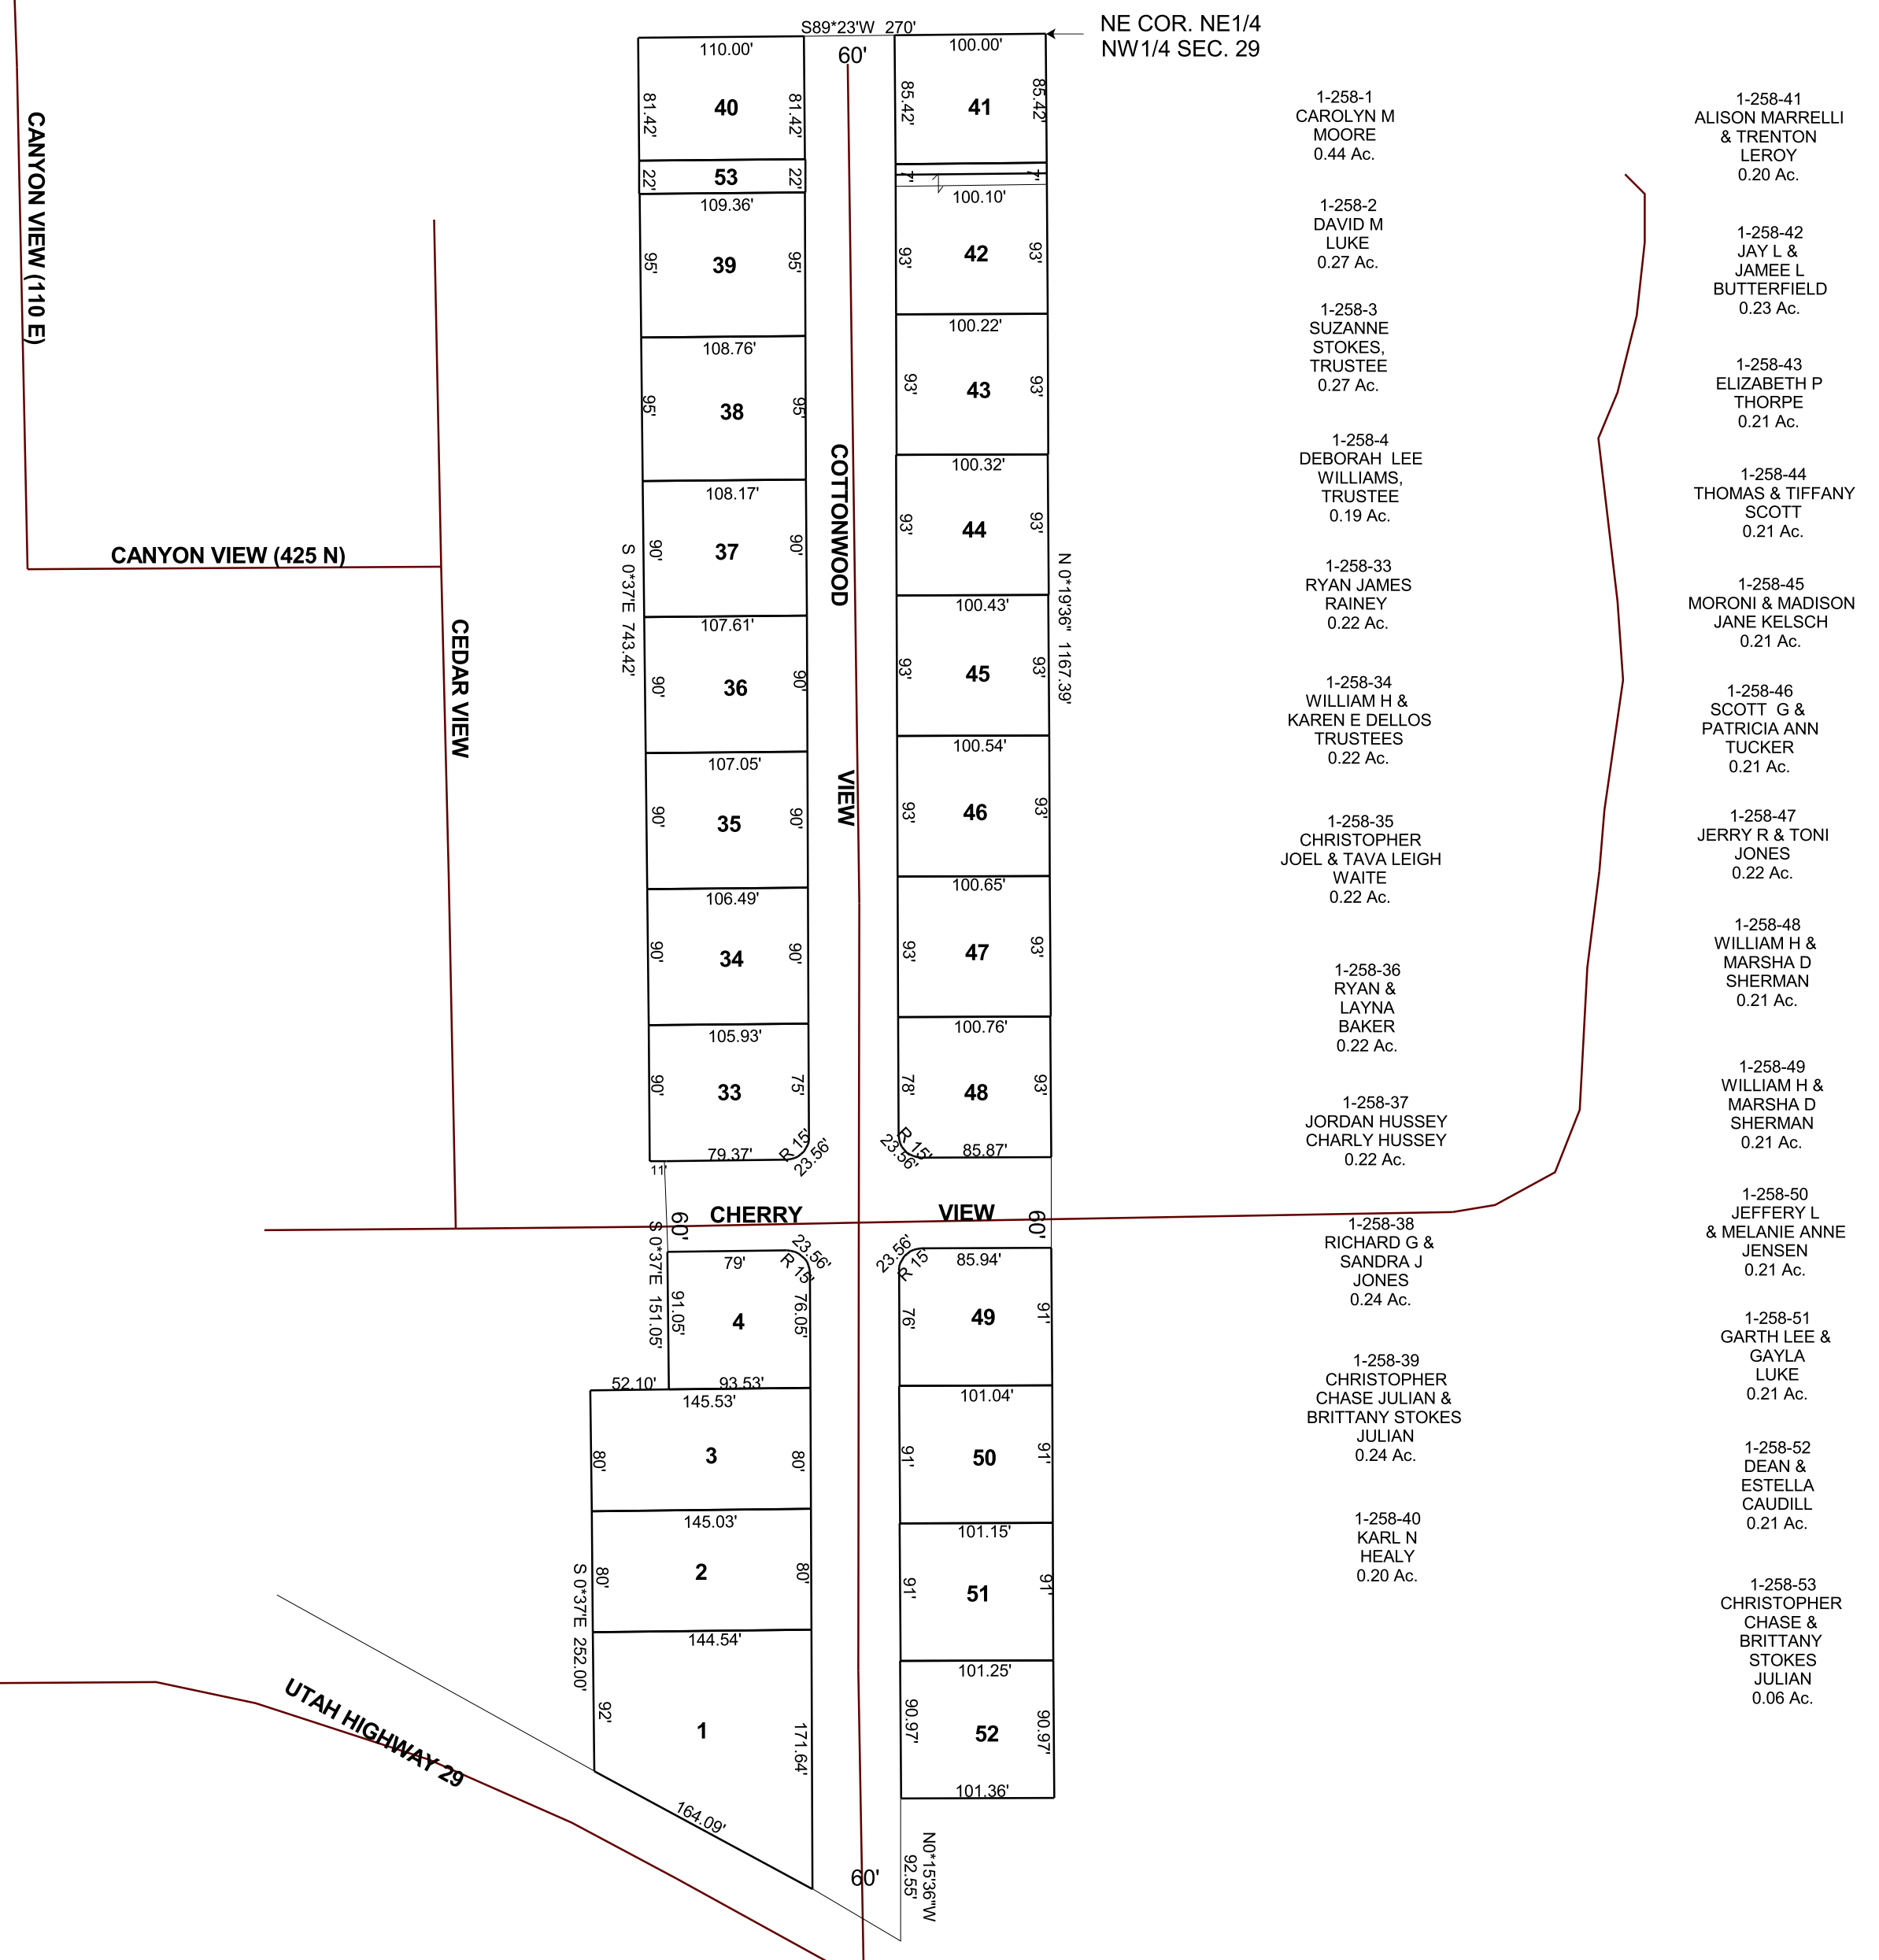 S89*23'W 270'
NE COR. NE1/4
NW1/4 SEC. 29
110.00'
60'
100.00'
81.42'
40
81.42'
85.42'
41
85.42'
22'
53
22'
7'
7'
109.36'
100.10'
95'
39
95'
93'
42
93'
108.76'
100.22'
95'
38
95'
93'
43
93'
108.17'
100.32'
90'
37
90'
93'
44
93'
107.61'
100.43'
90'
36
90'
93'
45
93'
107.05'
100.54'
90'
35
90'
93'
46
93'
106.49'
100.65'
90'
34
90'
93'
47
93'
105.93'
100.76'
90'
33
75'
78'
48
93'
79.37'
R 15'
23.56'
23.56'
R 15'
85.87'
11'
S 0*37'E 743.42'
N 0*19'36" 1167.39'
COTTONWOOD
VIEW
CANYON VIEW (110 E)
CANYON VIEW (425 N)
CEDAR VIEW
CHERRY
VIEW
60'
60'
S 0*37'E 151.05'
79'
23.56'
R 15'
23.56'
R 15'
85.94'
91.05'
4
76.05'
76'
49
91'
52.10'
93.53'
145.53'
101.04'
80'
3
80'
91'
50
91'
145.03'
101.15'
80'
2
80'
91'
51
91'
S 0*37'E 252.00'
144.54'
101.25'
92'
1
171.64'
90.97'
52
90.97'
164.09'
101.36'
UTAH HIGHWAY 29
60'
N0*15'36"W
92.55'
1-258-1
CAROLYN M
MOORE
0.44 Ac.
1-258-2
DAVID M
LUKE
0.27 Ac.
1-258-3
SUZANNE
STOKES,
TRUSTEE
0.27 Ac.
1-258-4
DEBORAH LEE
WILLIAMS,
TRUSTEE
0.19 Ac.
1-258-33
RYAN JAMES
RAINEY
0.22 Ac.
1-258-34
WILLIAM H &
KAREN E DELLOS
TRUSTEES
0.22 Ac.
1-258-35
CHRISTOPHER
JOEL & TAVA LEIGH
WAITE
0.22 Ac.
1-258-36
RYAN &
LAYNA
BAKER
0.22 Ac.
1-258-37
JORDAN HUSSEY
CHARLY HUSSEY
0.22 Ac.
1-258-38
RICHARD G &
SANDRA J
JONES
0.24 Ac.
1-258-39
CHRISTOPHER
CHASE JULIAN &
BRITTANY STOKES
JULIAN
0.24 Ac.
1-258-40
KARL N
HEALY
0.20 Ac.
1-258-41
ALISON MARRELLI
& TRENTON
LEROY
0.20 Ac.
1-258-42
JAY L &
JAMEE L
BUTTERFIELD
0.23 Ac.
1-258-43
ELIZABETH P
THORPE
0.21 Ac.
1-258-44
THOMAS & TIFFANY
SCOTT
0.21 Ac.
1-258-45
MORONI & MADISON
JANE KELSCH
0.21 Ac.
1-258-46
SCOTT G &
PATRICIA ANN
TUCKER
0.21 Ac.
1-258-47
JERRY R & TONI
JONES
0.22 Ac.
1-258-48
WILLIAM H &
MARSHA D
SHERMAN
0.21 Ac.
1-258-49
WILLIAM H &
MARSHA D
SHERMAN
0.21 Ac.
1-258-50
JEFFERY L
& MELANIE ANNE
JENSEN
0.21 Ac.
1-258-51
GARTH LEE &
GAYLA
LUKE
0.21 Ac.
1-258-52
DEAN &
ESTELLA
CAUDILL
0.21 Ac.
1-258-53
CHRISTOPHER
CHASE &
BRITTANY
STOKES
JULIAN
0.06 Ac.